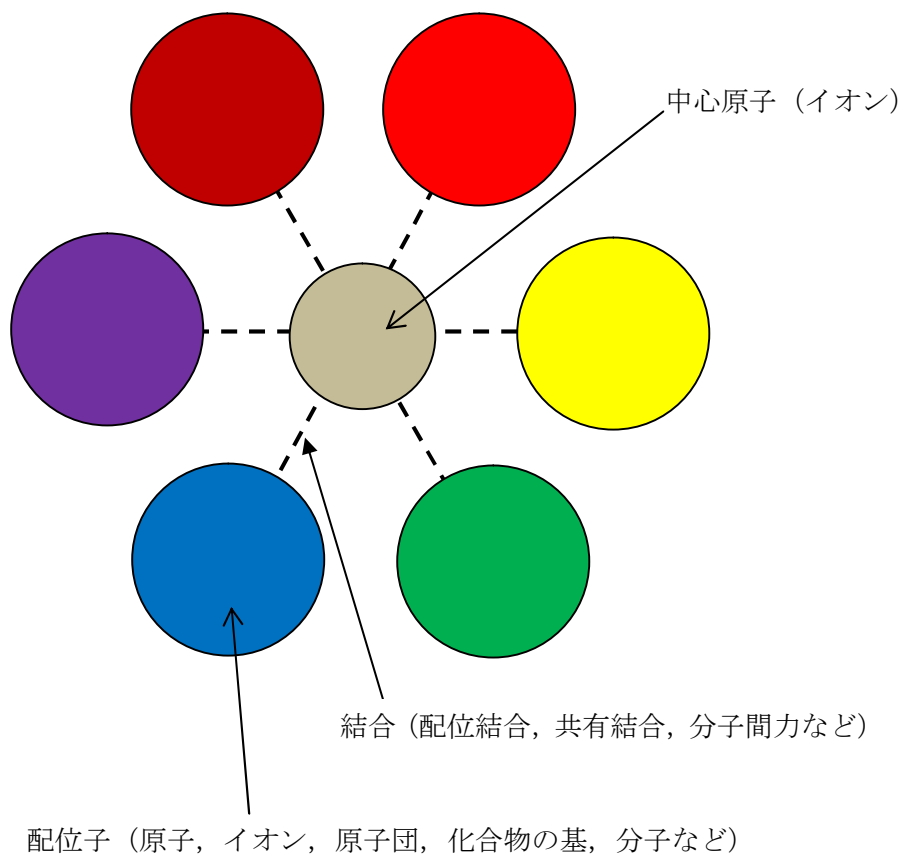 中心原子（イオン）
結合（配位結合，共有結合，分子間力など）
配位子（原子，イオン，原子団，化合物の基，分子など）